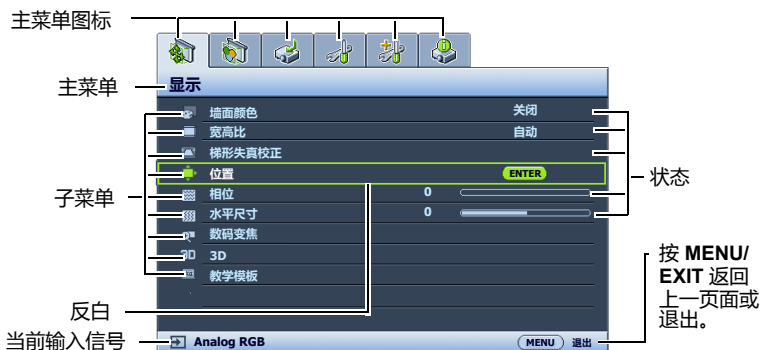 主菜单图标
主菜单
显示
墙面颜色 关闭
宽高比 自动
梯形失真校正
位置 ENTER
相位 0
水平尺寸 0
数码变焦
3D 3D
教学模板
子菜单
状态
反白
当前输入信号
Analog RGB
MENU 退出
按 MENU/
EXIT 返回
上一页面或
退出。